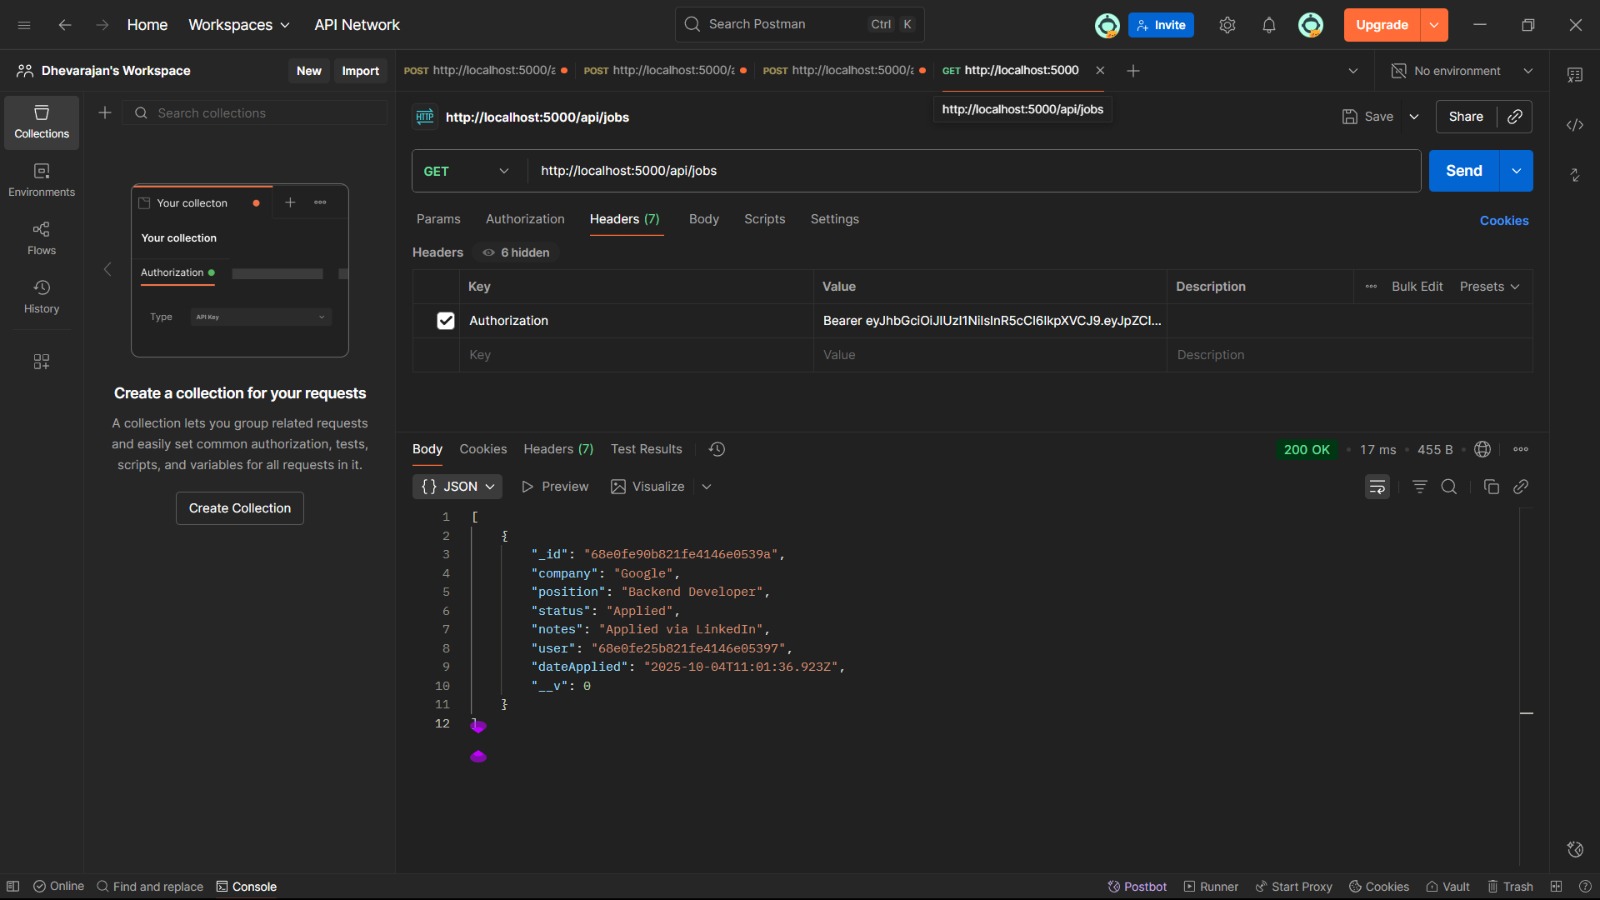 Home Workspaces API Network Search Postman Ctrl K Invite Upgrade
Dhevarajan's Workspace New Import
POST http://localhost:5000/a POST http://localhost:5000/a POST http://localhost:5000/a GET http://localhost:5000 No environment
Collections
Environments
Flows
History
Search collections
Your collecton
Your collection
Authorization
Type API Key
Create a collection for your requests
A collection lets you group related requests
and easily set common authorization, tests,
scripts, and variables for all requests in it.
Create Collection
HTTP http://localhost:5000/api/jobs
http://localhost:5000/api/jobs
Save Share
GET http://localhost:5000/api/jobs Send
Params Authorization Headers (7) Body Scripts Settings Cookies
Headers 6 hidden
Key Value Description Bulk Edit Presets
Authorization Bearer
Key Value Description
Body Cookies Headers (7) Test Results 200 OK 17 ms 455 B
{} JSON Preview Visualize
1 [
2 {
3 "_id": "68e0fe90b821fe4146e0539a",
4 "company": "Google",
5 "position": "Backend Developer",
6 "status": "Applied",
7 "notes": "Applied via LinkedIn",
8 "user": "68e0fe25b821fe4146e05397",
9 "dateApplied": "2025-10-04T11:01:36.923Z",
10 "__v": 0
11 }
12 ]
Online Find and replace Console Postbot Runner Start Proxy Cookies Vault Trash